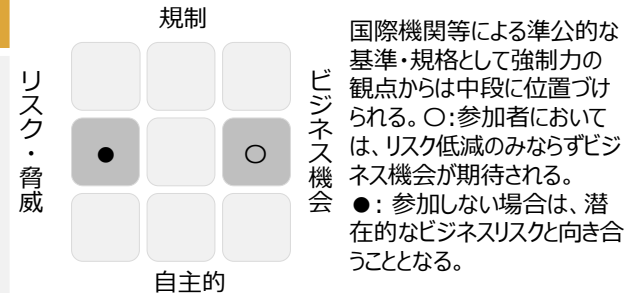 規制
リスク・脅威
●
○
ビジネス機会
自主的
国際機関等による準公的な
基準・規格として強制力の
観点からは中段に位置づけ
られる。○:参加者において
は、リスク低減のみならずビジ
ネス機会が期待される。
●: 参加しない場合は、潜
在的なビジネスリスクと向き合
うこととなる。